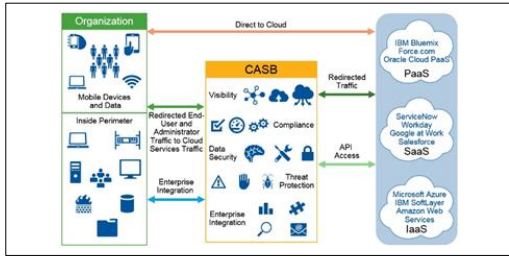 Organization
Mobile Devices
and Data
Inside Perimeter
Direct to Cloud
Redirected End-
User and
Administrator
Traffic to Cloud
Services Traffic
Enterprise
Integration
CASB
Visibility
Compliance
Data
Security
Threat
Protection
Enterprise
Integration
Redirected
Traffic
API
Access
IBM Bluemix
Force.com
Oracle Cloud PaaS
PaaS
ServiceNow
Workday
Google at Work
Salesforce
SaaS
Microsoft Azure
IBM SoftLayer
Amazon Web
Services
IaaS